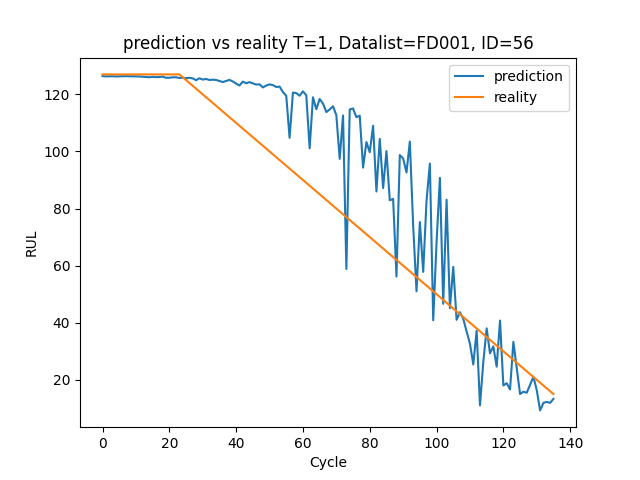 prediction vs reality T=1, Datalist=FD001, ID=56
prediction
reality
120
100
80
60
40
20
RUL
0 20 40 60 80 100 120 140
Cycle